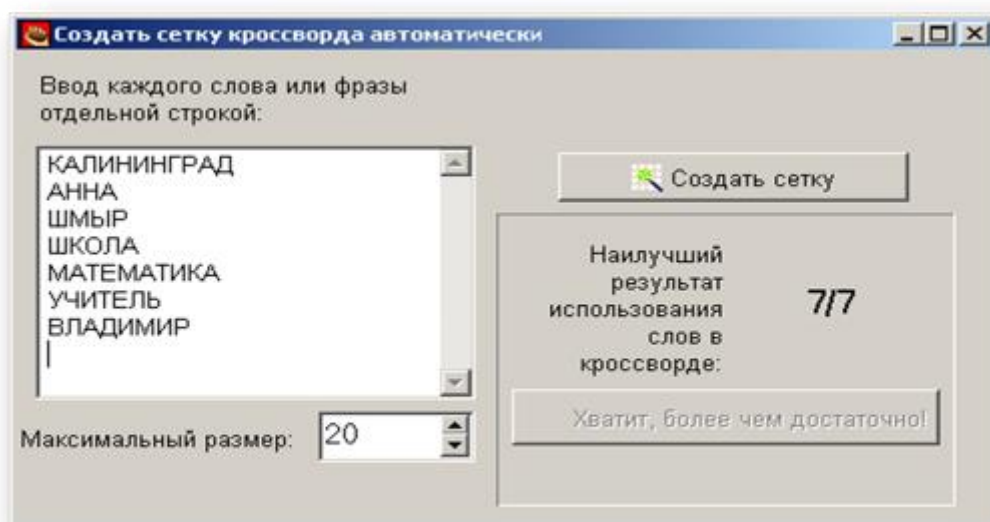 Создать сетку кроссворда автоматически
Ввод каждого слова или фразы
отдельной строкой:
КАЛИНИНГРАД
АННА
ШМЫР
ШКОЛА
МАТЕМАТИКА
УЧИТЕЛЬ
ВЛАДИМИР
Максимальный размер:
20
Создать сетку
Наилучший
результат
использования
слов в
кроссворде:
7/7
Хватит, более чем достаточно!